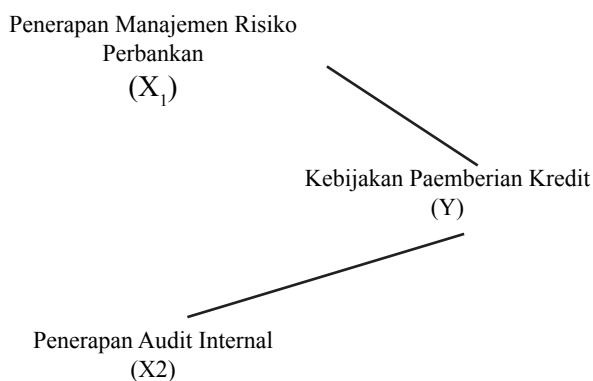 Penerapan Manajemen Risiko
Perbankan
(X₁)
Kebijakan Paemberian Kredit
(Y)
Penerapan Audit Internal
(X2)